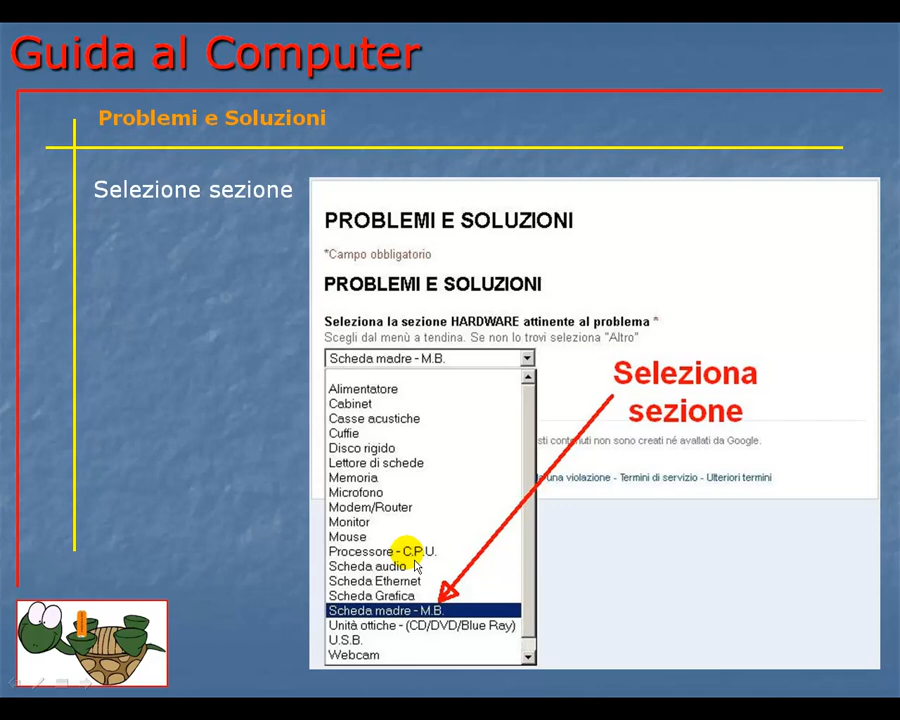 Guida al Computer
Problemi e Soluzioni
Selezione sezione
PROBLEMI E SOLUZIONI
*Campo obbligatorio
PROBLEMI E SOLUZIONI
Seleziona la sezione HARDWARE attinente al problema *
Scegli dal menù a tendina. Se non lo trovi seleziona "Altro"
Scheda madre - M.B.
Seleziona
sezione
Alimentatore
Cabinet
Casse acustiche
Cuffie
Disco rigido
Lettore di schede
Memoria
Microfono
Modem/Router
Monitor
Mouse
Processore - C.P.U.
Scheda audio
Scheda Ethernet
Scheda Grafica
Scheda madre - M.B.
Unità ottiche - (CD/DVD/Blue Ray)
U.S.B.
Webcam
sti contenuti non sono creati né avallati da Google.
una violazione - Termini di servizio - Ulteriori termini